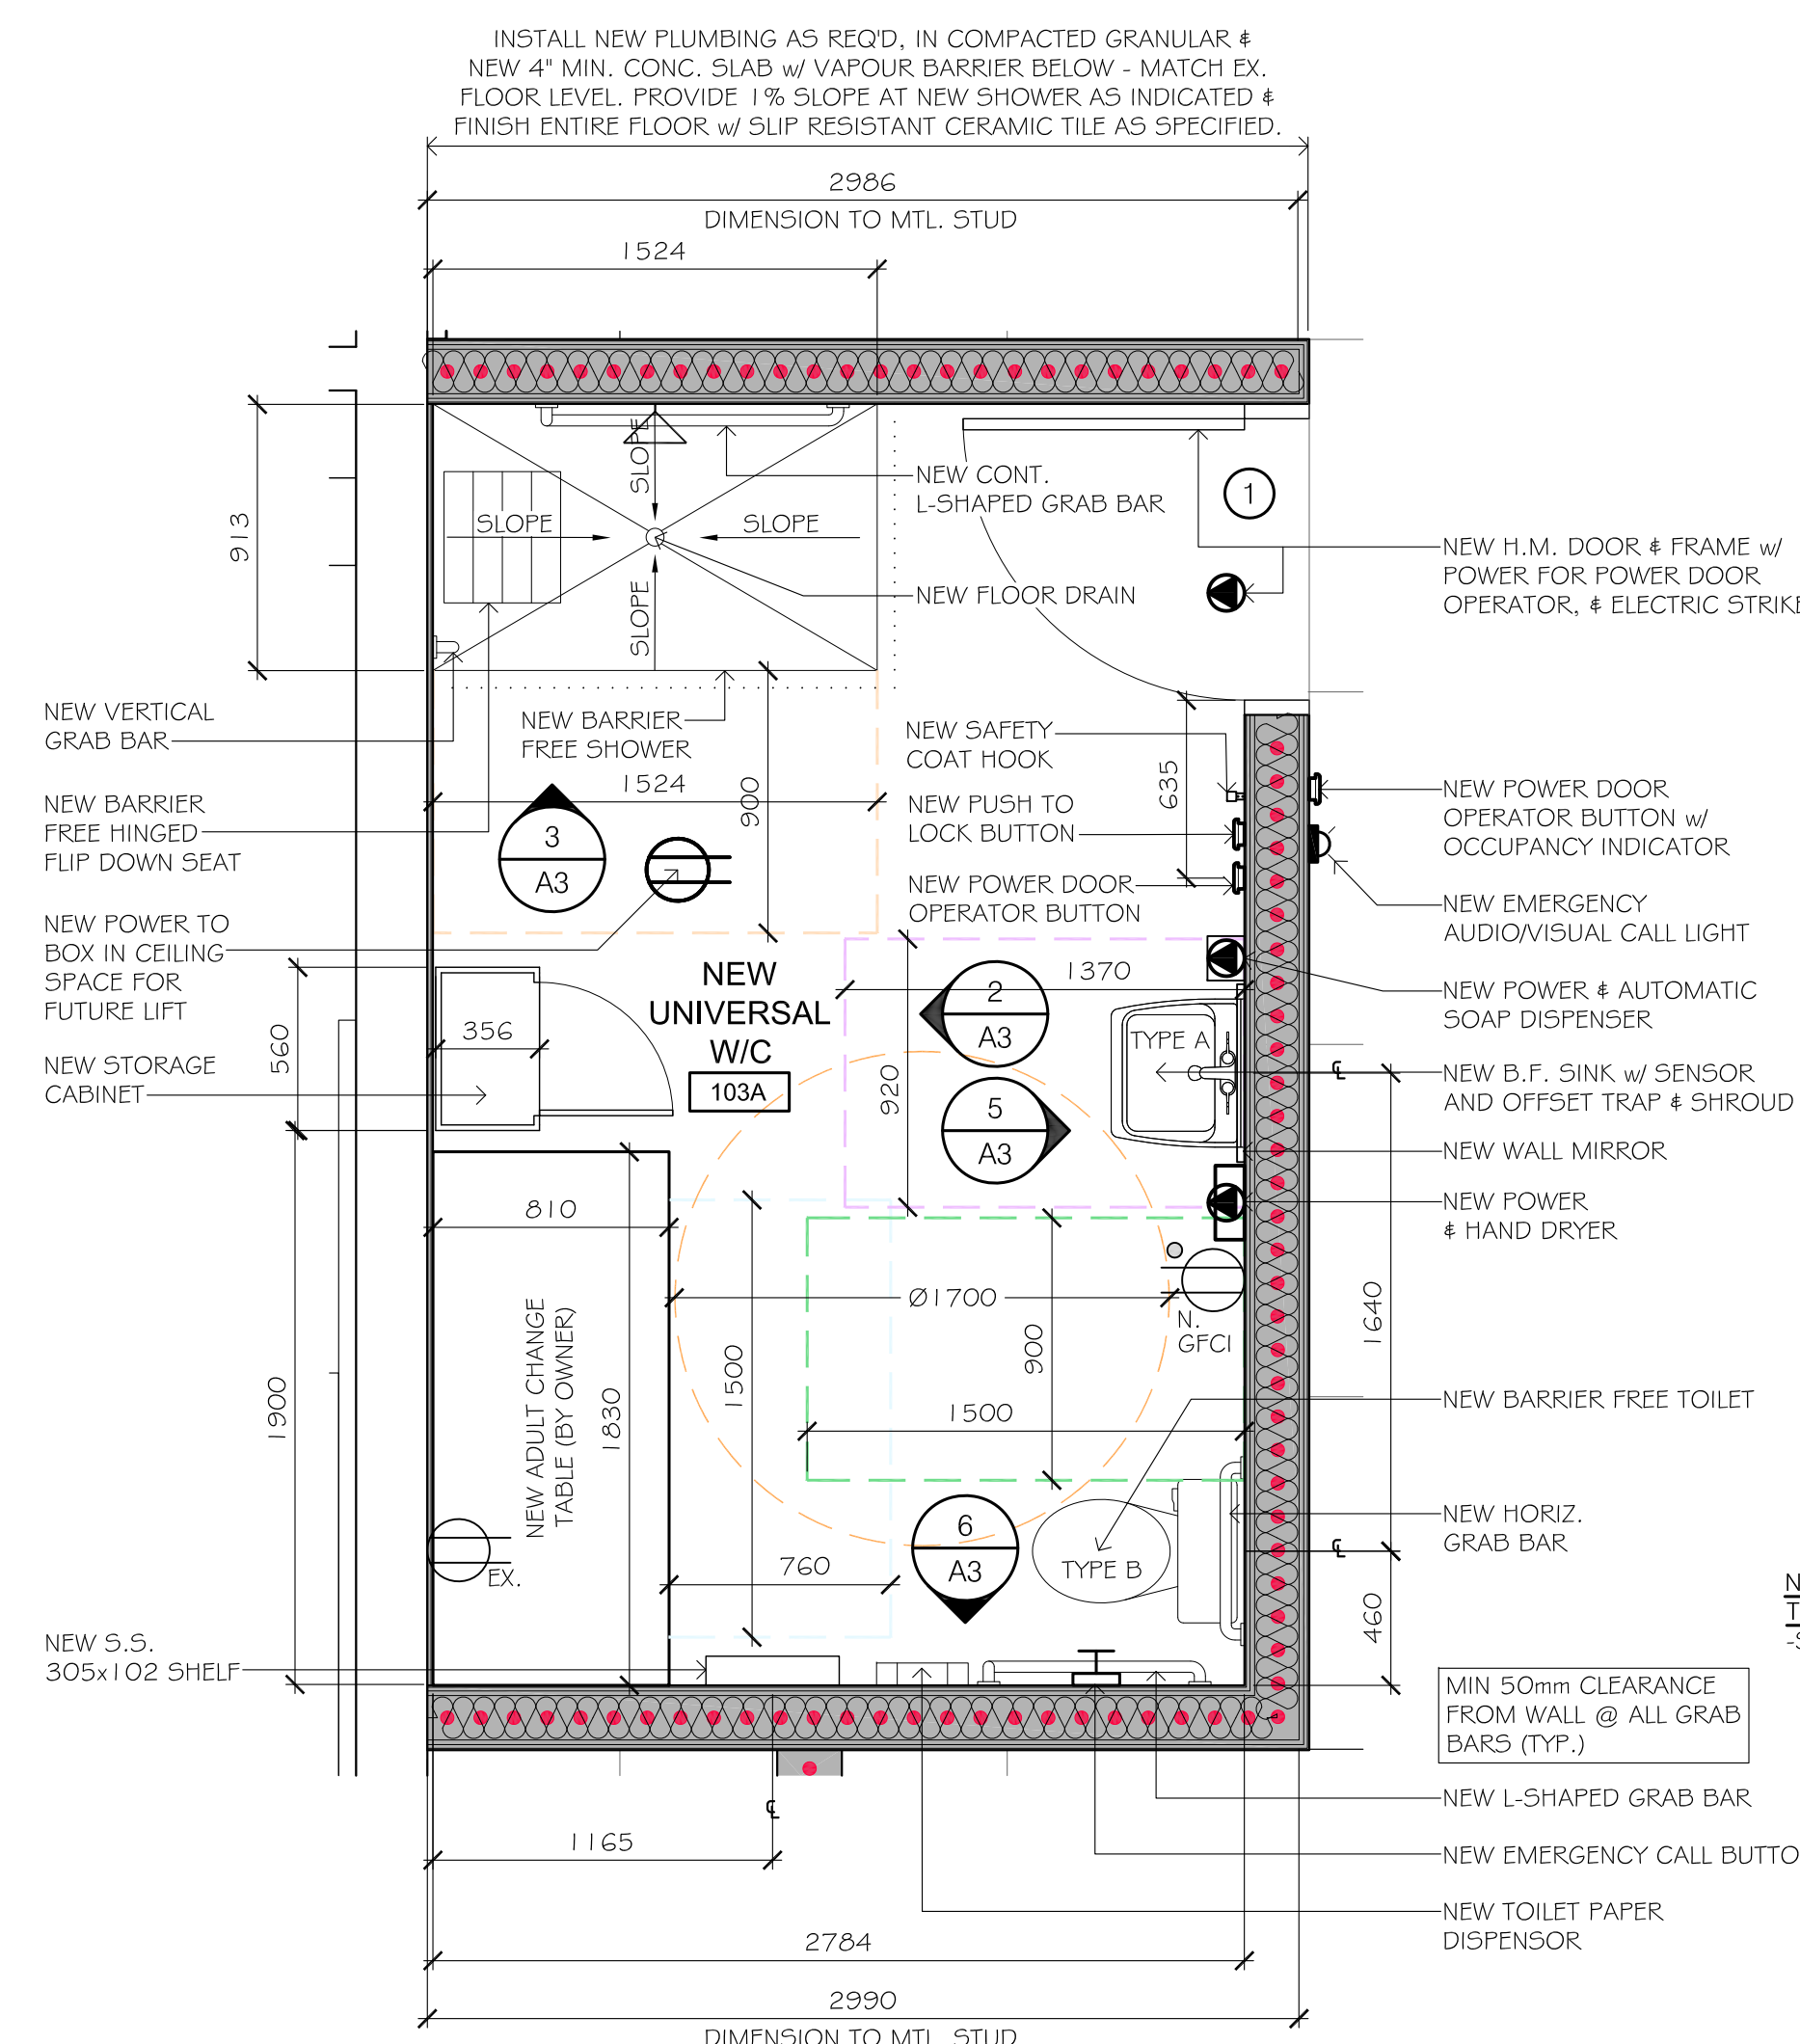 INSTALL NEW PLUMBING AS REQ'D, IN COMPACTED GRANULAR &
NEW 4" MIN. CONC. SLAB w/ VAPOUR BARRIER BELOW - MATCH EX.
FLOOR LEVEL. PROVIDE 1% SLOPE AT NEW SHOWER AS INDICATED &
FINISH ENTIRE FLOOR w/ SLIP RESISTANT CERAMIC TILE AS SPECIFIED.
2986
DIMENSION TO MTL. STUD
1524
913
SLOPE
SLOPE
SLOPE
SLOPE
NEW CONT.
L-SHAPED GRAB BAR
1
NEW FLOOR DRAIN
NEW H.M. DOOR & FRAME w/
POWER FOR POWER DOOR
OPERATOR, & ELECTRIC STRIKE
NEW VERTICAL
GRAB BAR
NEW BARRIER
FREE SHOWER
NEW SAFETY
COAT HOOK
635
1524
900
NEW BARRIER
FREE HINGED
FLIP DOWN SEAT
3
A3
NEW PUSH TO
LOCK BUTTON
NEW POWER DOOR
OPERATOR BUTTON w/
OCCUPANCY INDICATOR
NEW POWER DOOR
OPERATOR BUTTON
NEW EMERGENCY
AUDIO/VISUAL CALL LIGHT
NEW POWER TO
BOX IN CEILING
SPACE FOR
FUTURE LIFT
NEW
UNIVERSAL
W/C
103A
2
A3
1370
NEW POWER & AUTOMATIC
SOAP DISPENSER
560
356
NEW STORAGE
CABINET
920
5
A3
TYPE A
℄
NEW B.F. SINK w/ SENSOR
AND OFFSET TRAP & SHROUD
NEW WALL MIRROR
NEW POWER
& HAND DRYER
810
Ø1700
N.
GFCI
1640
1900
NEW ADULT CHANGE
TABLE (BY OWNER)
1830
1500
900
1500
NEW BARRIER FREE TOILET
NEW HORIZ.
GRAB BAR
6
A3
TYPE B
℄
EX.
760
460
NEW S.S.
305x102 SHELF
MIN 50mm CLEARANCE
FROM WALL @ ALL GRAB
BARS (TYP.)
℄
1165
NEW L-SHAPED GRAB BAR
NEW EMERGENCY CALL BUTTO
NEW TOILET PAPER
DISPENSOR
2784
2990
DIMENSION TO MTL. STUD